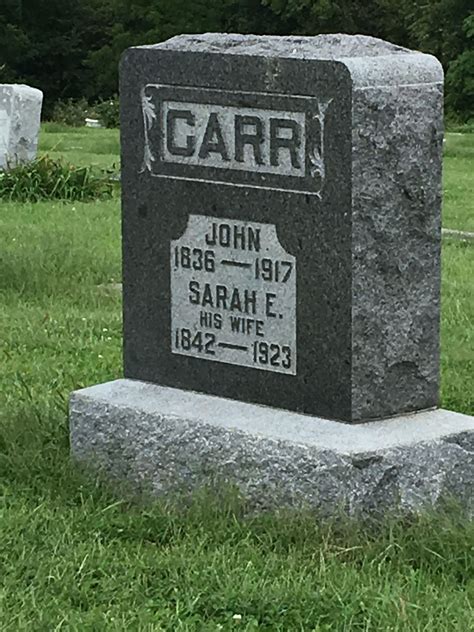 CARR
JOHN
1836 — 1917
SARAH E.
HIS WIFE
1842 — 1923